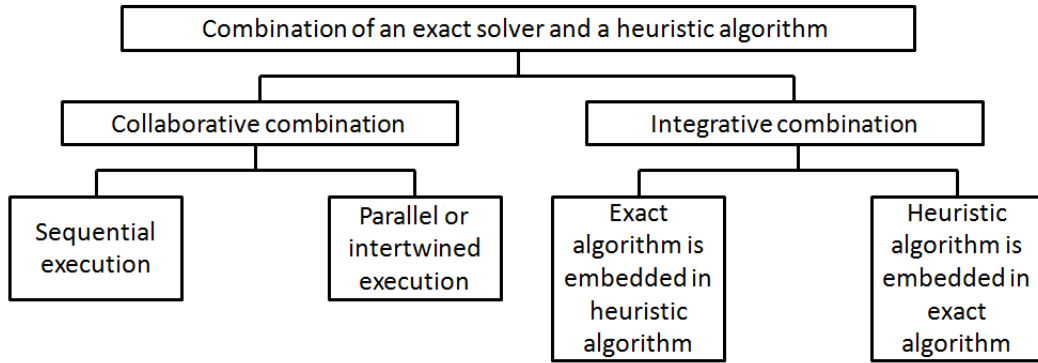 Combination of an exact solver and a heuristic algorithm
Collaborative combination
Integrative combination
Sequential
execution
Parallel or
intertwined
execution
Exact
algorithm is
embedded in
heuristic
algorithm
Heuristic
algorithm is
embedded in
exact
algorithm